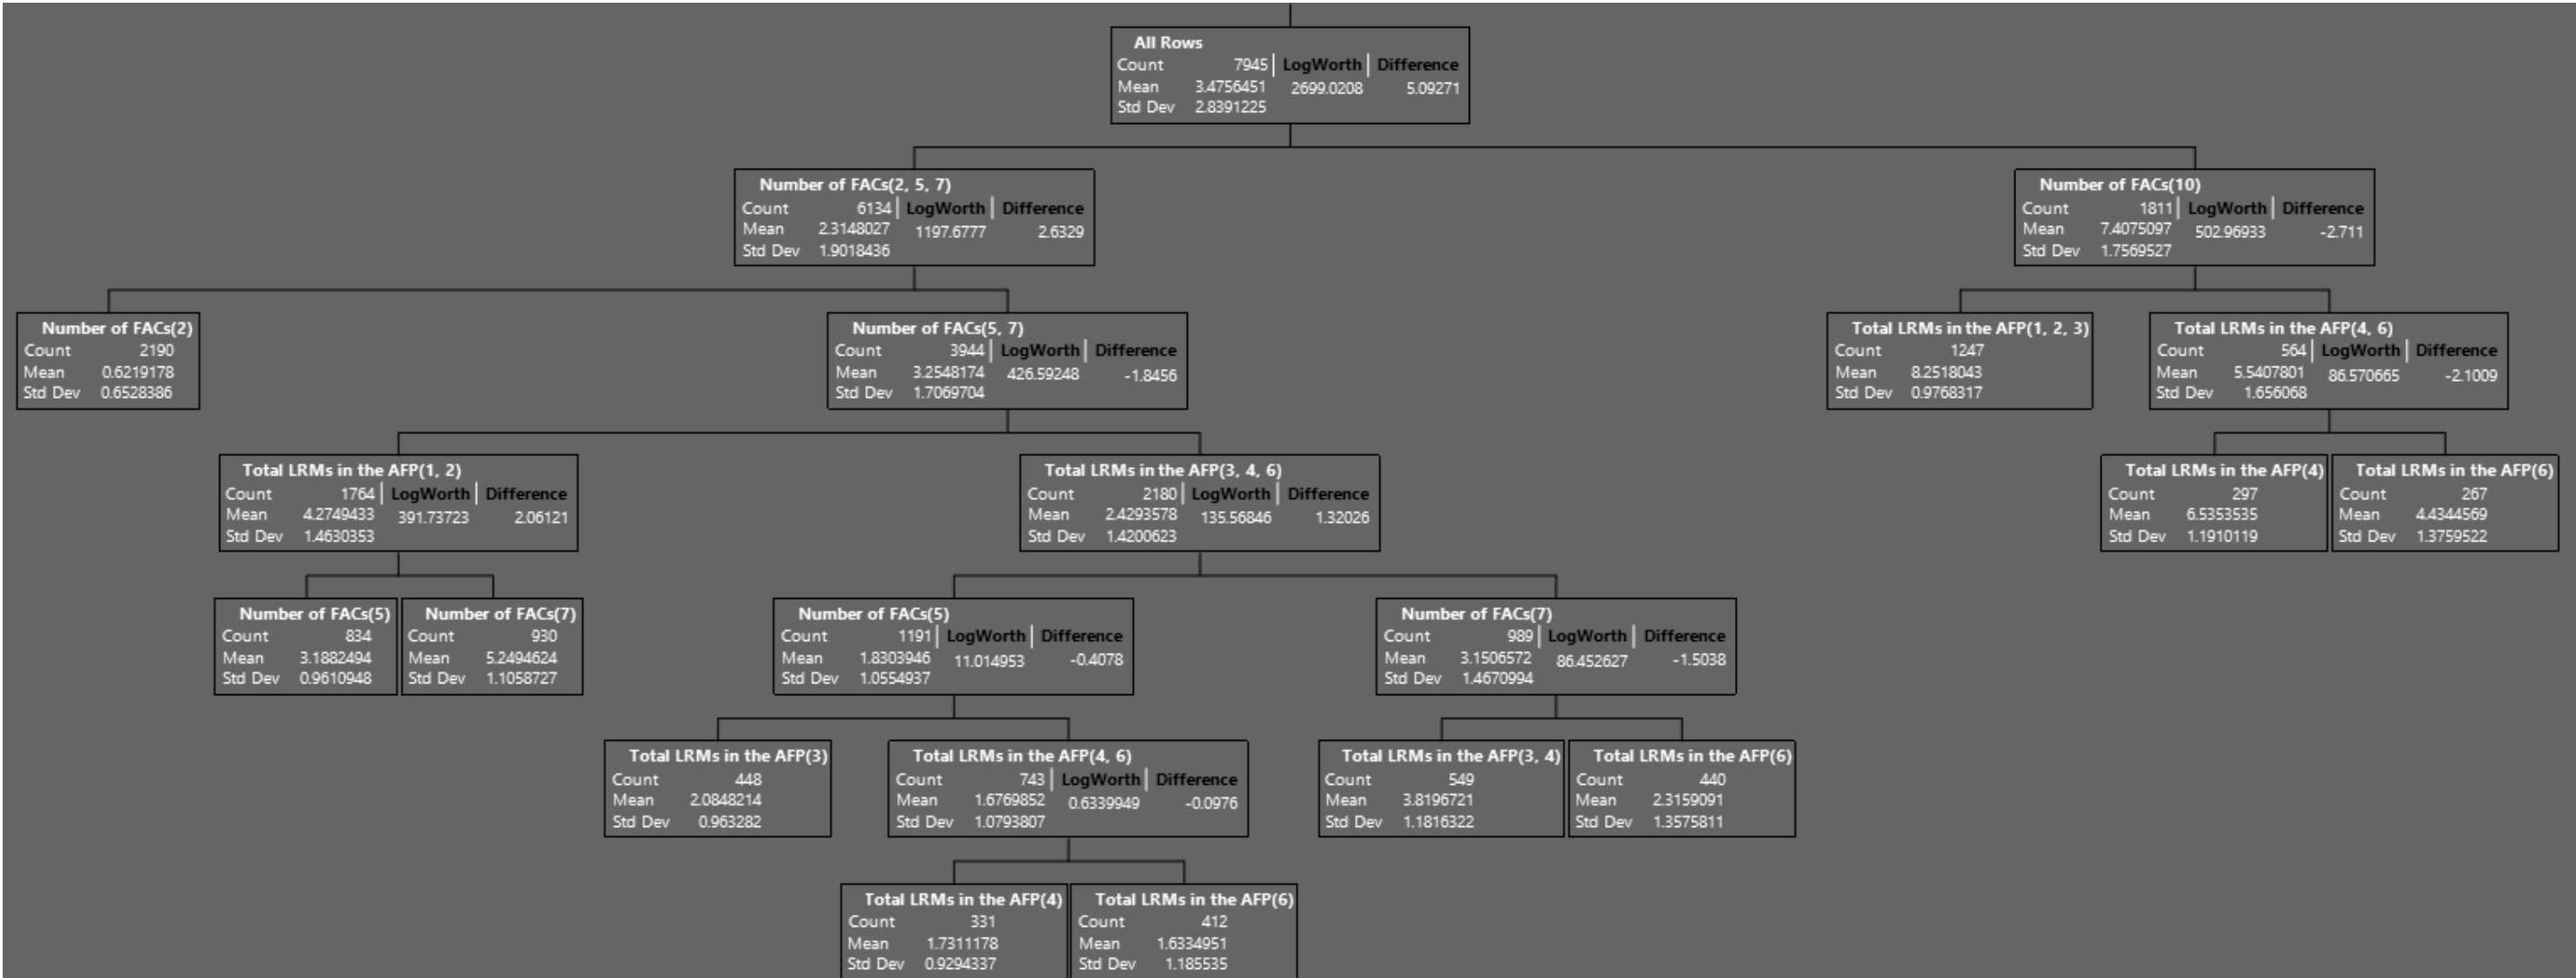 All Rows
Count 7945 LogWorth Difference
Mean 3.4756451 2699.0208 5.09271
Std Dev 2.8391225
Number of FACs(2, 5, 7)
Count 6134 LogWorth Difference
Mean 2.3148027 1197.6777 2.6329
Std Dev 1.9018436
Number of FACs(10)
Count 1811 LogWorth Difference
Mean 7.4075097 502.96933 -2.711
Std Dev 1.7569527
Number of FACs(2)
Count 2190
Mean 0.6219178
Std Dev 0.6528386
Number of FACs(5, 7)
Count 3944 LogWorth Difference
Mean 3.2548174 426.59248 -1.8456
Std Dev 1.7069704
Total LRMs in the AFP(1, 2, 3)
Count 1247
Mean 8.2518043
Std Dev 0.9768317
Total LRMs in the AFP(4, 6)
Count 564 LogWorth Difference
Mean 5.5407801 86.570665 -2.1009
Std Dev 1.656068
Total LRMs in the AFP(1, 2)
Count 1764 LogWorth Difference
Mean 4.2749433 391.73723 2.06121
Std Dev 1.4630353
Total LRMs in the AFP(3, 4, 6)
Count 2180 LogWorth Difference
Mean 2.4293578 135.56846 1.32026
Std Dev 1.4200623
Total LRMs in the AFP(4)
Count 297
Mean 6.5353535
Std Dev 1.1910119
Total LRMs in the AFP(6)
Count 267
Mean 4.4344569
Std Dev 1.3759522
Number of FACs(5)
Count 834
Mean 3.1882494
Std Dev 0.9610948
Number of FACs(7)
Count 930
Mean 5.2494624
Std Dev 1.1058727
Number of FACs(5)
Count 1191 LogWorth Difference
Mean 1.8303946 11.014953 -0.4078
Std Dev 1.0554937
Number of FACs(7)
Count 989 LogWorth Difference
Mean 3.1506572 86.452627 -1.5038
Std Dev 1.4670994
Total LRMs in the AFP(3)
Count 448
Mean 2.0848214
Std Dev 0.963282
Total LRMs in the AFP(4, 6)
Count 743 LogWorth Difference
Mean 1.6769852 0.6339949 -0.0976
Std Dev 1.0793807
Total LRMs in the AFP(3, 4)
Count 549
Mean 3.8196721
Std Dev 1.1816322
Total LRMs in the AFP(6)
Count 440
Mean 2.3159091
Std Dev 1.3575811
Total LRMs in the AFP(4)
Count 331
Mean 1.7311178
Std Dev 0.9294337
Total LRMs in the AFP(6)
Count 412
Mean 1.6334951
Std Dev 1.185535